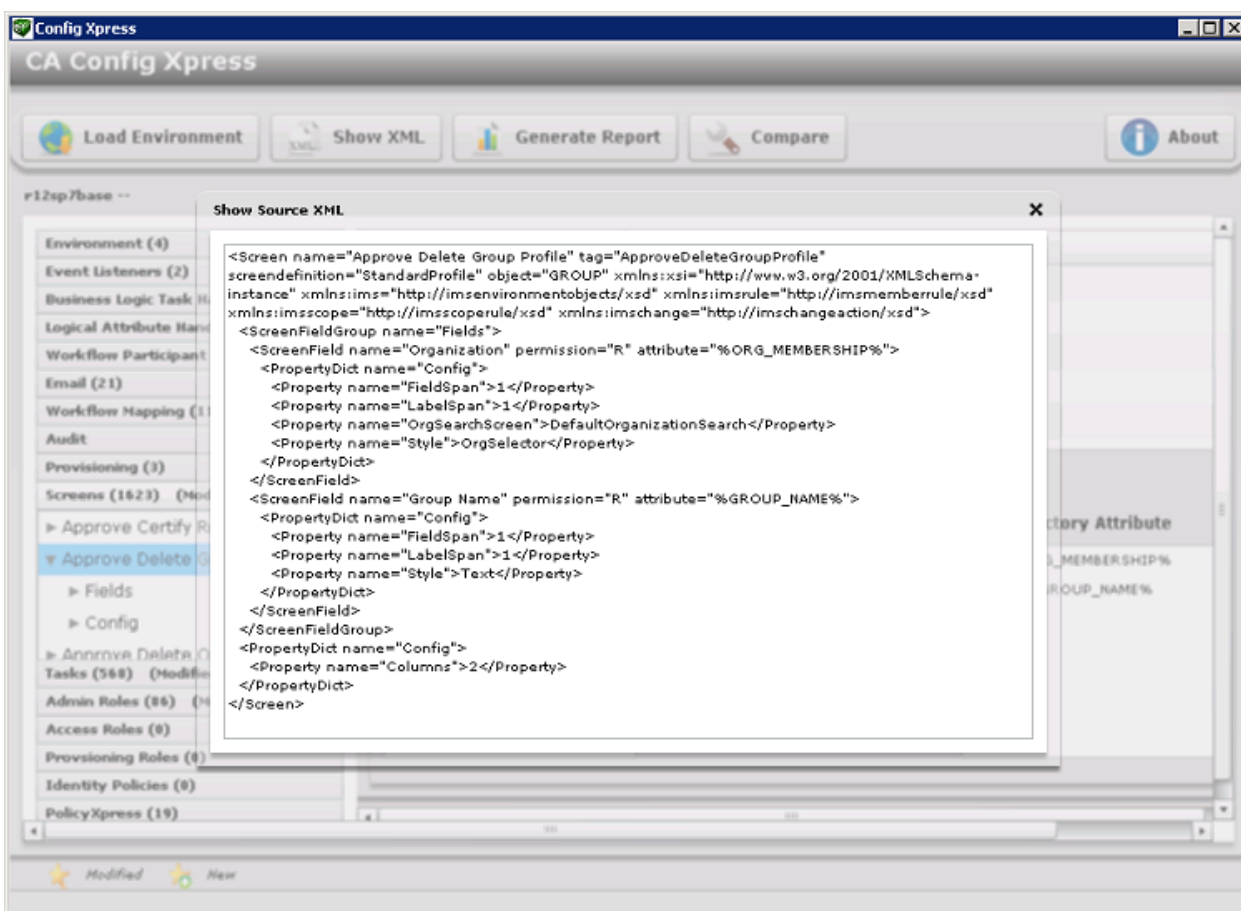 Config Xpress
CA Config Xpress
Load Environment
XML
Show XML
Generate Report
Compare
About
r12sp7base --
Show Source XML
Environment (4)
Event Listeners (2)
Business Logic Task
Logical Attribute
Workflow Participant
Email (21)
Workflow Mapping
Audit
Provisioning (3)
Screens (1623)
Approve Certify
Approve Delete
Fields
Config
Approve Delete
Tasks (568)
Admin Roles (86)
Access Roles (0)
Provsioning Roles (0)
Identity Policies (0)
PolicyXpress (19)
<Screen name="Approve Delete Group Profile" tag="ApproveDeleteGroupProfile"
screendefinition="StandardProfile" object="GROUP" xmlns:xsi="http://www.w3.org/2001/XMLSchema-
instance" xmlns:ims="http://imsenvironmentobjects/xsd" xmlns:imsrule="http://imsmemberrule/xsd"
xmlns:imsscope="http://imsscoperule/xsd" xmlns:imschange="http://imschangeaction/xsd">
<ScreenFieldGroup name="Fields">
<ScreenField name="Organization" permission="R" attribute="%ORG_MEMBERSHIP%">
<PropertyDict name="Config">
<Property name="FieldSpan">1</Property>
<Property name="LabelSpan">1</Property>
<Property name="OrgSearchScreen">DefaultOrganizationSearch</Property>
<Property name="Style">OrgSelector</Property>
</PropertyDict>
</ScreenField>
<ScreenField name="Group Name" permission="R" attribute="%GROUP_NAME%">
<PropertyDict name="Config">
<Property name="FieldSpan">1</Property>
<Property name="LabelSpan">1</Property>
<Property name="Style">Text</Property>
</PropertyDict>
</ScreenField>
</ScreenFieldGroup>
<PropertyDict name="Config">
<Property name="Columns">2</Property>
</PropertyDict>
</Screen>
Attribute
Modified
New